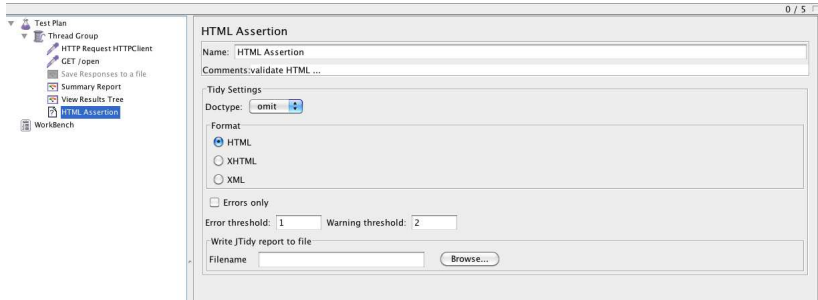 0 / 5
Test Plan
Thread Group
HTTP Request HTTPClient
GET /open
Save Responses to a file
Summary Report
View Results Tree
HTML Assertion
WorkBench
HTML Assertion
Name: HTML Assertion
Comments:validate HTML ...
Tidy Settings
Doctype: omit
Format
HTML
XHTML
XML
Errors only
Error threshold: 1 Warning threshold: 2
Write JTidy report to file
Filename Browse...